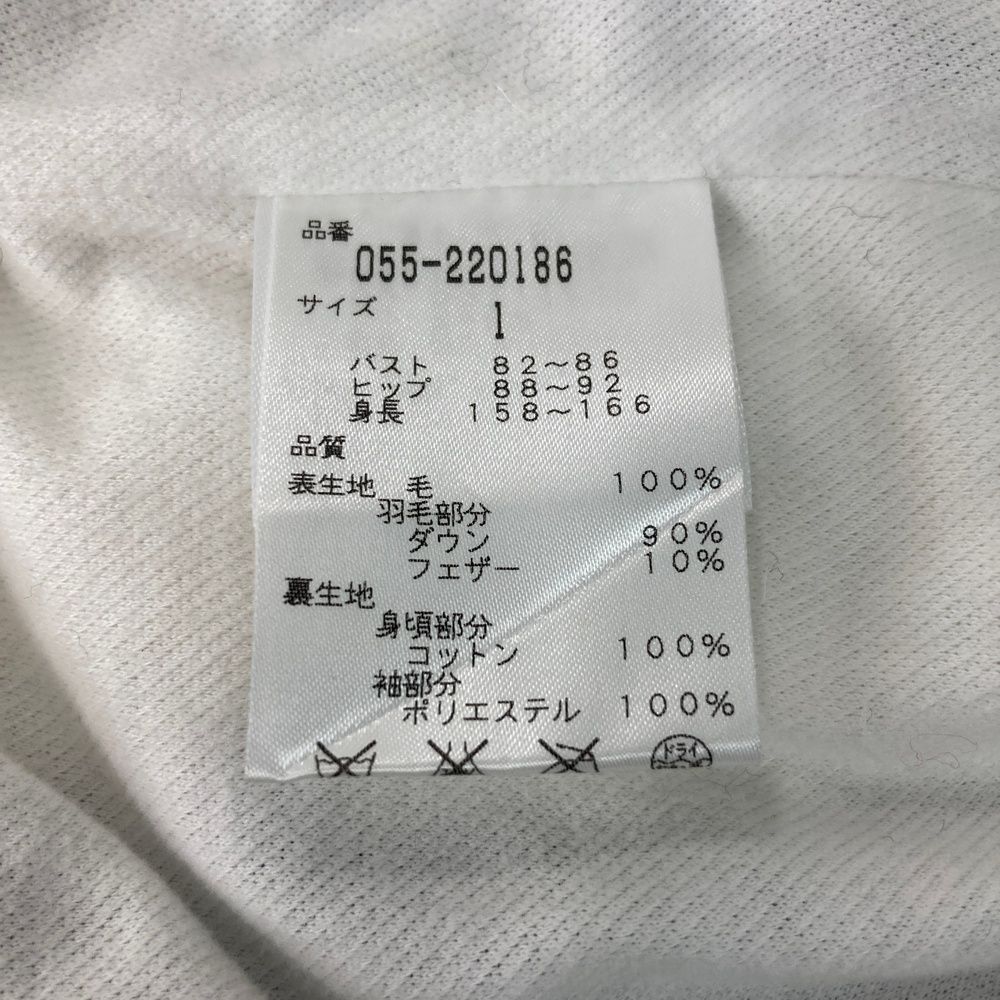 品番
055-220186
サイズ 1
バスト 82～86
ヒップ 88～92
身長 158～166
品質
表生地 毛 100%
羽毛部分
ダウン 90%
フェザー 10%
裏生地
身頃部分
コットン 100%
袖部分
ポリエステル 100%
ドライ